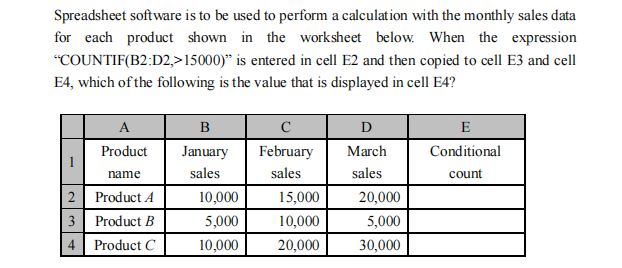 Spreadsheet software is to be used to perform a calculation with the monthly sales data
for each product shown in the worksheet below. When the expression
“COUNTIF(B2:D2,>15000)” is entered in cell E2 and then copied to cell E3 and cell
E4, which of the following is the value that is displayed in cell E4?
A B C D E
1 Product name January sales February sales March sales Conditional count
2 Product A 10,000 15,000 20,000
3 Product B 5,000 10,000 5,000
4 Product C 10,000 20,000 30,000